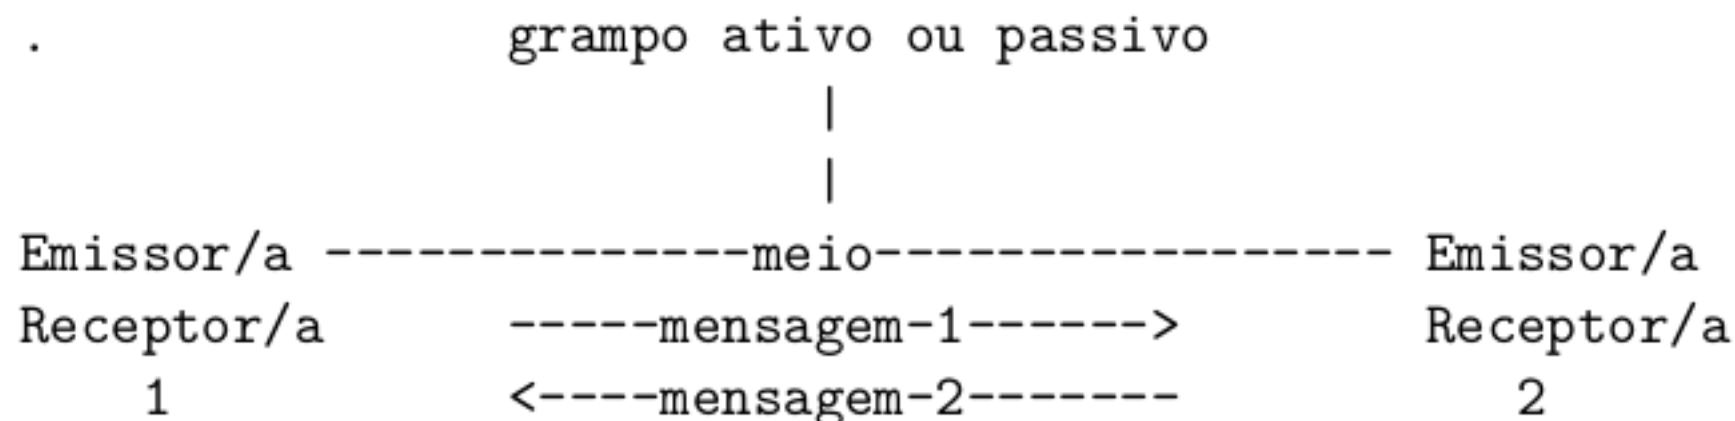 . grampo ativo ou passivo
|
|
Emissor/a --------------meio----------------- Emissor/a
Receptor/a -----mensagem-1------> Receptor/a
1 <----mensagem-2------- 2